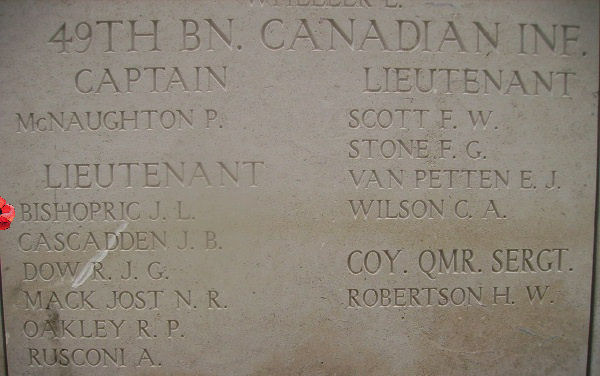 WHEELER L.
49TH BN. CANADIAN INF.
CAPTAIN
McNAUGHTON P.
LIEUTENANT
BISHOPRIC J. L.
CASCADDEN J. B.
DOW R. J. G.
MACK JOST N. R.
OAKLEY R. P.
RUSCONI A.
LIEUTENANT
SCOTT F. W.
STONE F. G.
VAN PETTEN E. J.
WILSON C. A.
COY. QMR. SERGT.
ROBERTSON H. W.